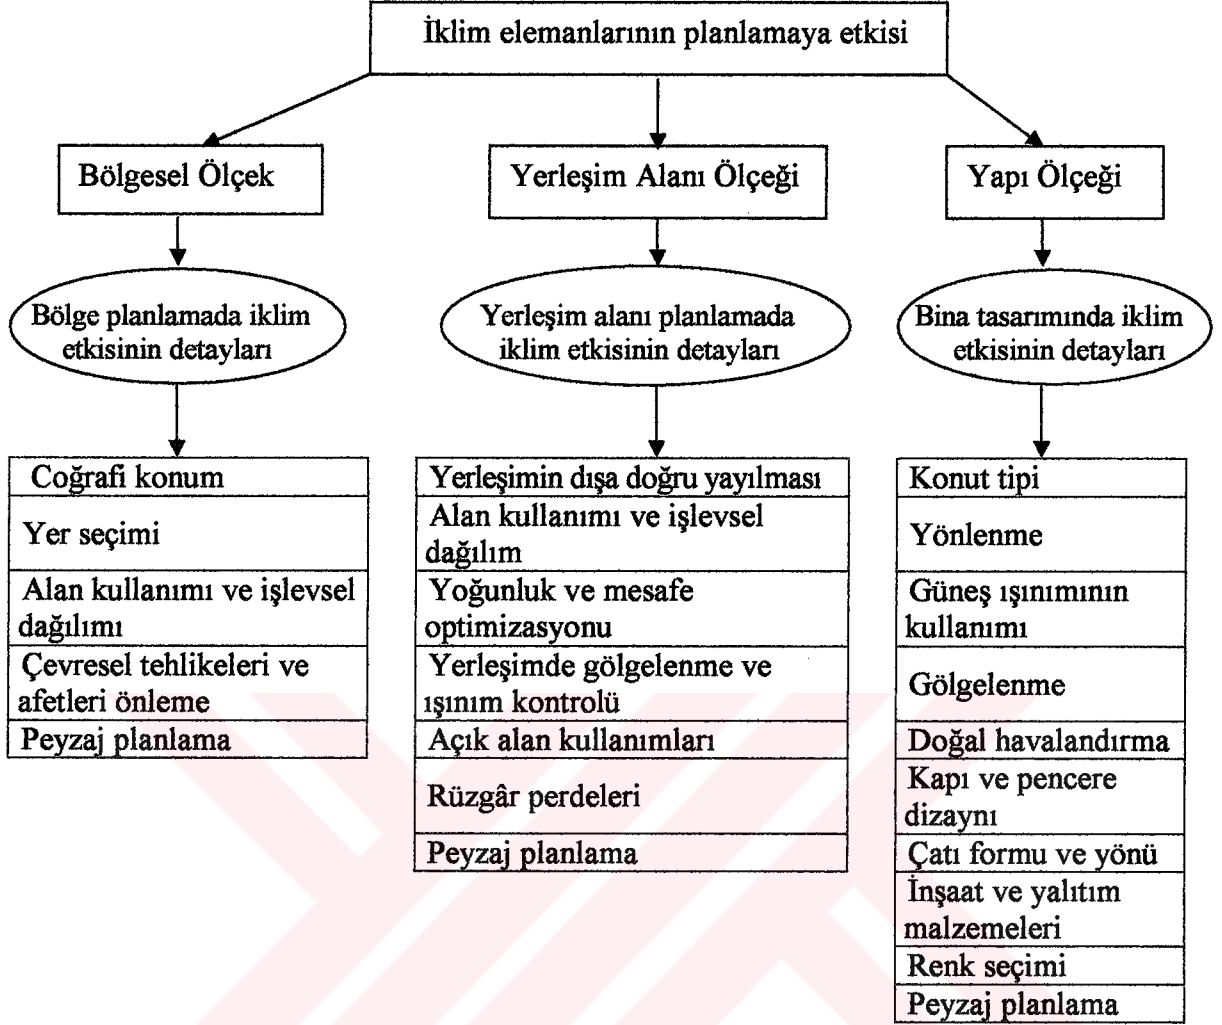 İklim elemanlarının planlamaya etkisi
Bölgesel Ölçek
Yerleşim Alanı Ölçeği
Yapı Ölçeği
Bölge planlamada iklim
etkisinin detayları
Yerleşim alanı planlamada
iklim etkisinin detayları
Bina tasarımında iklim
etkisinin detayları
Coğrafi konum
Yer seçimi
Alan kullanımı ve işlevsel
dağılımı
Çevresel tehlikeleri ve
afetleri önleme
Peyzaj planlama
Yerleşimin dışa doğru yayılması
Alan kullanımı ve işlevsel
dağılım
Yoğunluk ve mesafe
optimizasyonu
Yerleşimde gölgelenme ve
ışınım kontrolü
Açık alan kullanımları
Rüzgâr perdeleri
Peyzaj planlama
Konut tipi
Yönlenme
Güneş ışınımının
kullanımı
Gölgelenme
Doğal havalandırma
Kapı ve pencere
dizaynı
Çatı formu ve yönü
İnşaat ve yalıtım
malzemeleri
Renk seçimi
Peyzaj planlama